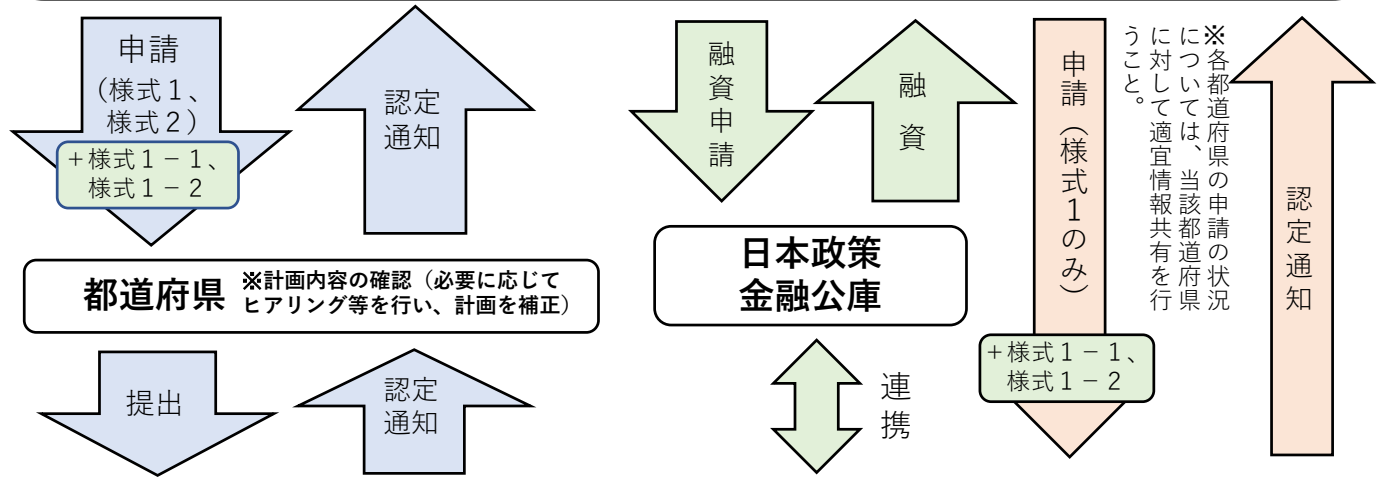 申請
（様式１、
様式２）
＋様式１－１、
様式１－２
認定
通知
融資申請
融資
申請（様式１のみ）
＋様式１－１、
様式１－２
※各都道府県の申請の状況
については、当該都道府県
に対して適宜情報共有を行
うこと。
認定通知
都道府県 ※計画内容の確認（必要に応じて
ヒアリング等を行い、計画を補正）
日本政策
金融公庫
提出
認定
通知
連携